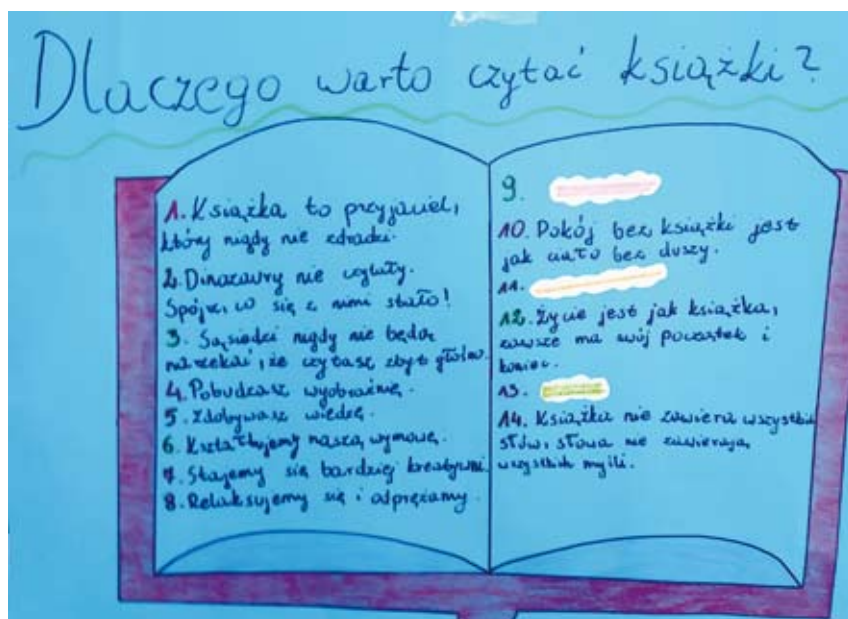 Dlaczego warto czytać książki?
1. Książka to przyjaciel,
który nigdy nie zdradzi.
2. Dinozaury nie czytały.
Spójrz, co się z nimi stało!
3. Sąsiedzi nigdy nie będą
narzekać, że czytasz zbyt głośno.
4. Pobudzasz wyobraźnię.
5. Zdobywasz wiedzę.
6. Kształtujemy naszą wymowę.
7. Stajemy się bardziej kreatywni.
8. Relaksujemy się i odprężamy.
9.
10. Pokój bez książki jest
jak ciało bez duszy.
11.
12. Życie jest jak książka,
zawsze ma swój początek i
koniec.
13.
14. Książka nie zawiera wszystkich
słów, słowa nie zawierają
wszystkich myśli.